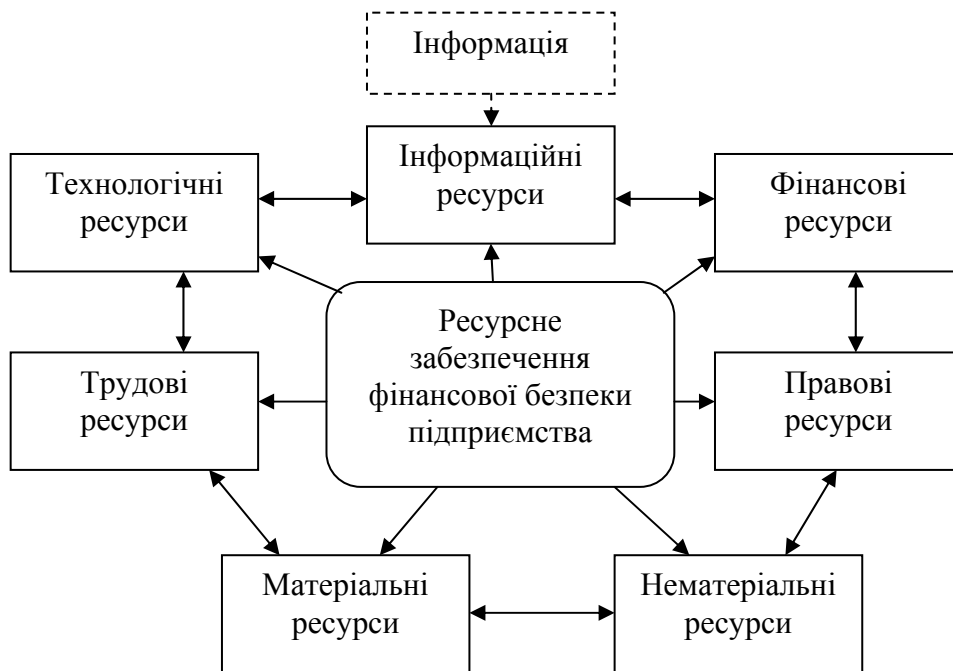 Інформація
Інформаційні
ресурси
Технологічні
ресурси
Фінансові
ресурси
Ресурсне
забезпечення
фінансової безпеки
підприємства
Трудові
ресурси
Правові
ресурси
Матеріальні
ресурси
Нематеріальні
ресурси